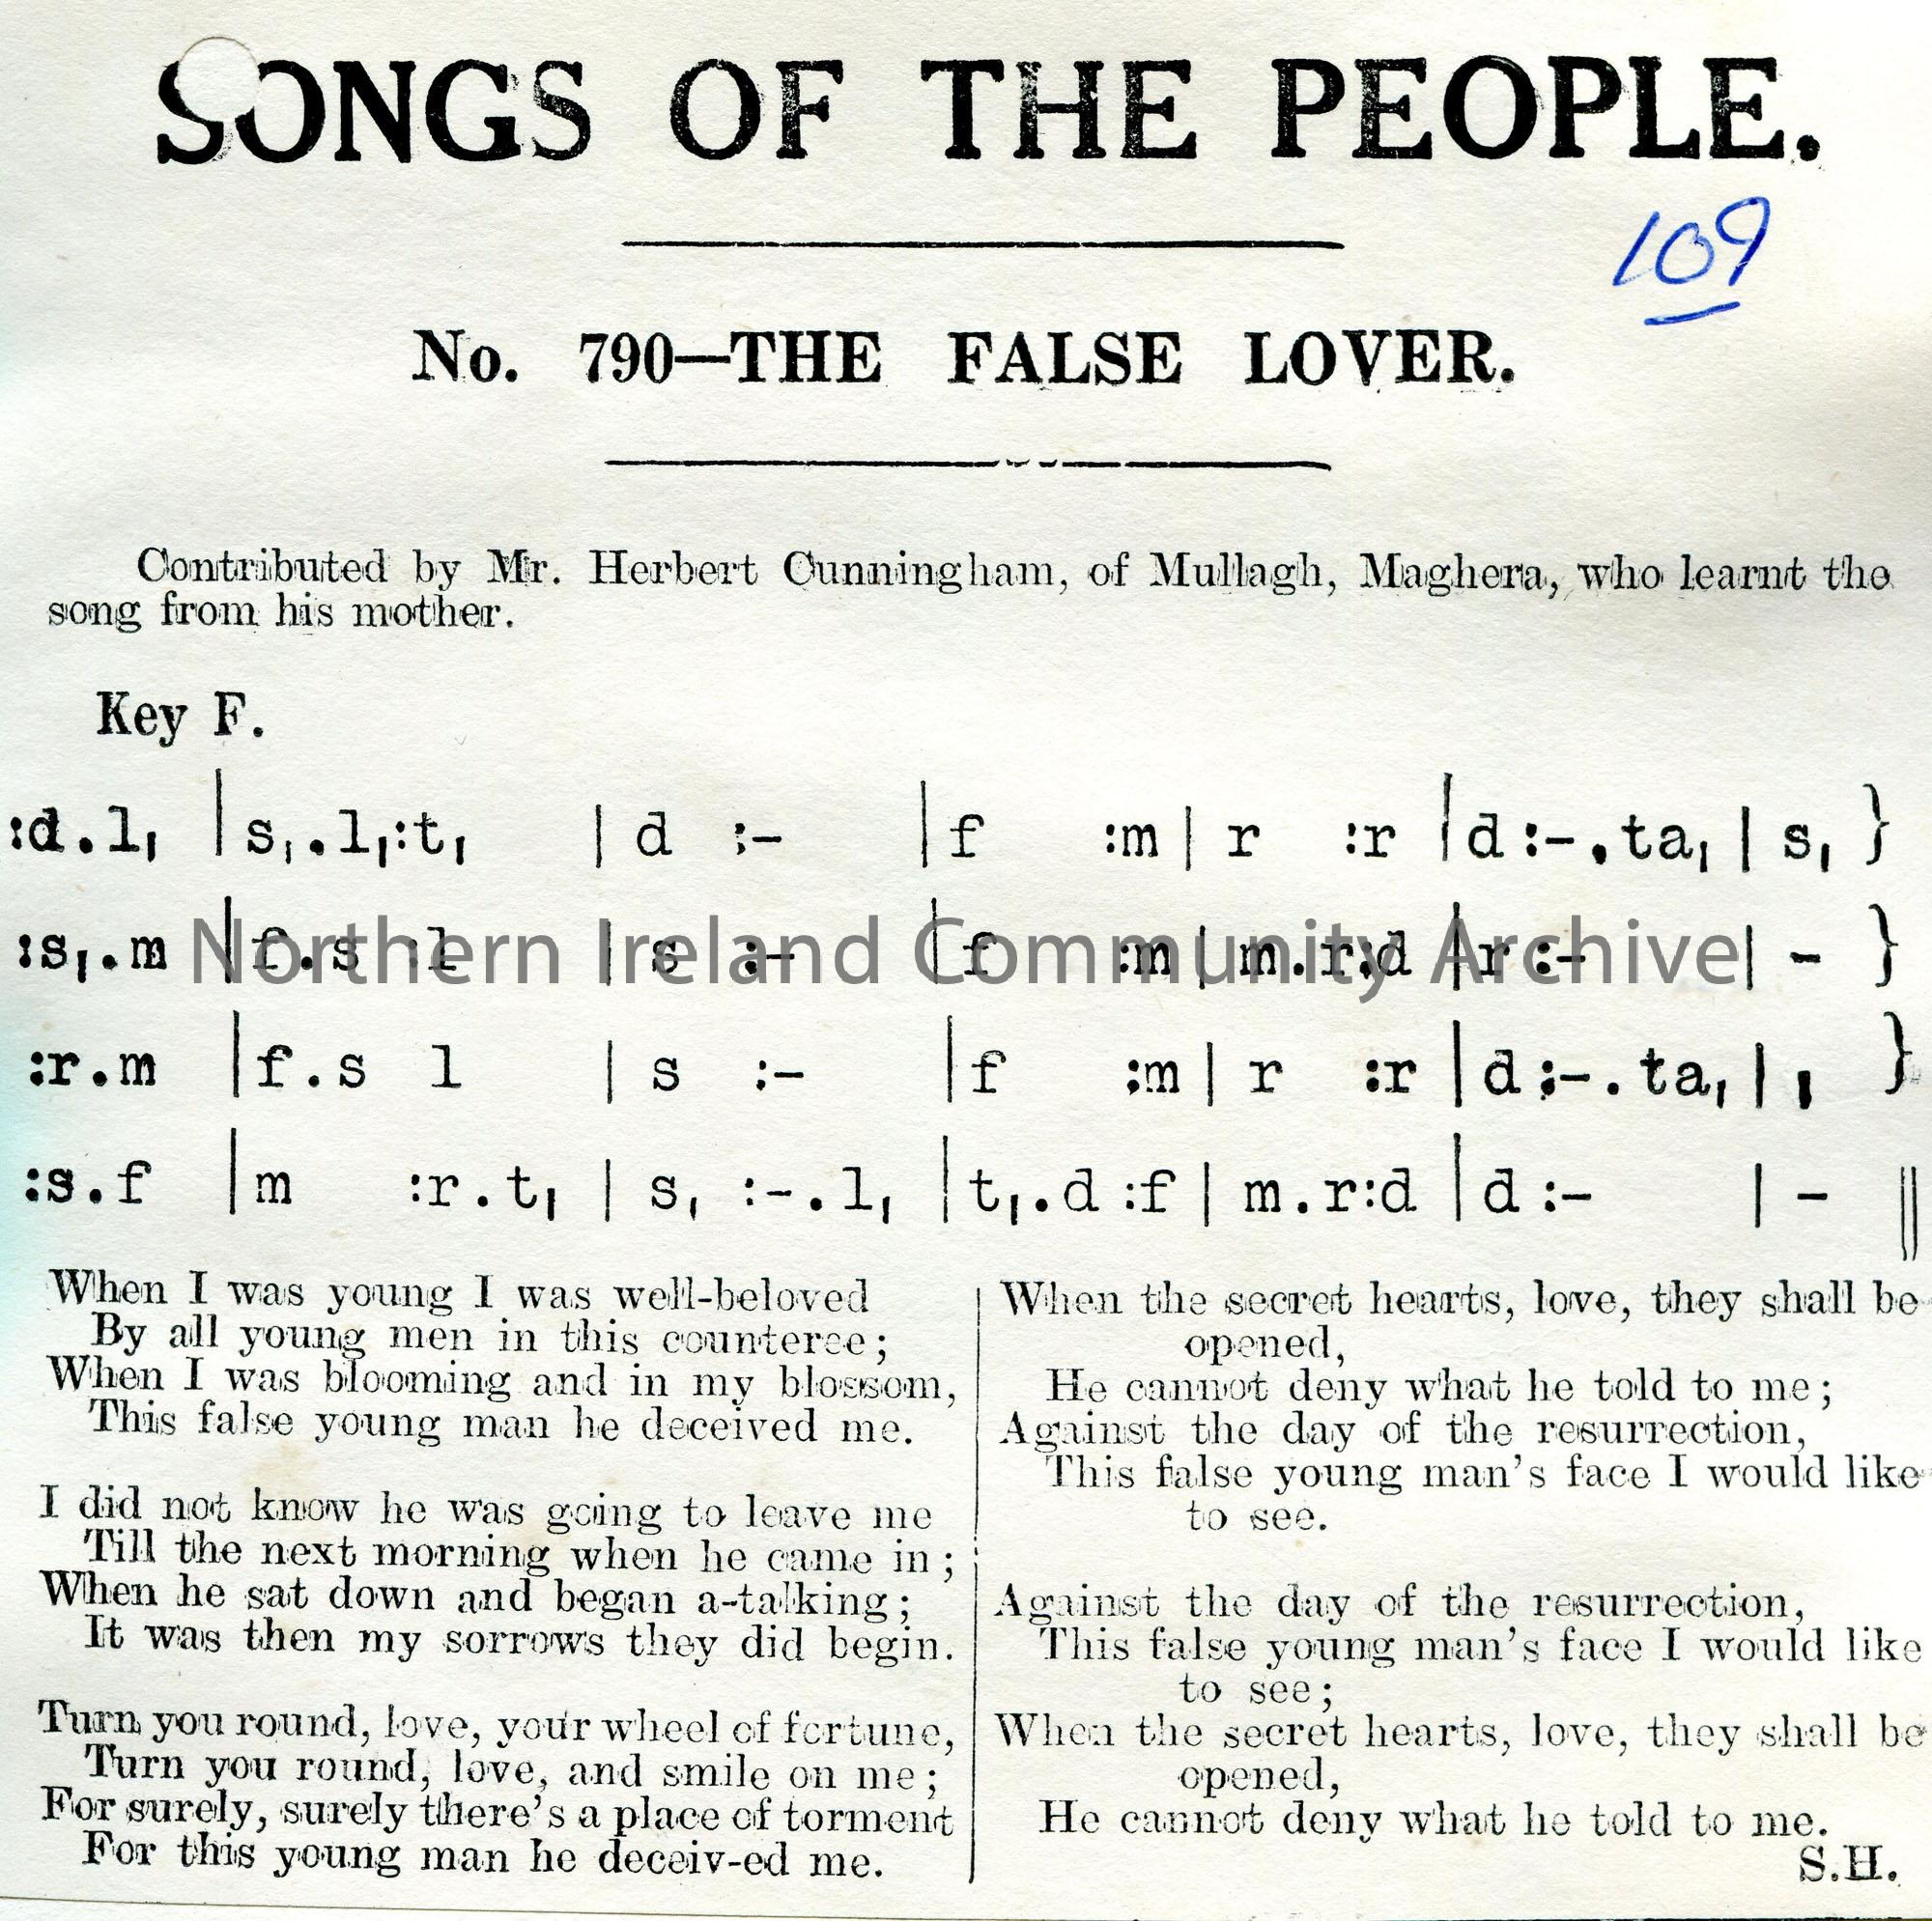 SONGS OF THE PEOPLE.
109
No. 790—THE FALSE LOVER.
Contributed by Mr. Herbert Cunningham, of Mullagh, Maghera, who learnt the
song from his mother.
Key F.
:d.l, | s,.l,:t, | d :– | f :m | r :r | d :–.ta, | s, }
:s,.m | f.s :l | s :– | f :m | m.r:d | r :– | – }
:r.m | f.s l | s :– | f :m | r :r | d :–.ta, | , }
:s.f | m :r.t, | s, :–.l, | t,.d :f | m.r:d | d :– | – ||
Northern Ireland Community Archive
When I was young I was well-beloved
By all young men in this counteree;
When I was blooming and in my blossom,
This false young man he deceived me.
I did not know he was going to leave me
Till the next morning when he came in;
When he sat down and began a-talking;
It was then my sorrows they did begin.
Turn you round, love, your wheel of fortune,
Turn you round, love, and smile on me;
For surely, surely there's a place of torment
For this young man he deceiv-ed me.
When the secret hearts, love, they shall be
opened,
He cannot deny what he told to me;
Against the day of the resurrection,
This false young man's face I would like
to see.
Against the day of the resurrection,
This false young man's face I would like
to see;
When the secret hearts, love, they shall be
opened,
He cannot deny what he told to me.
S.H.